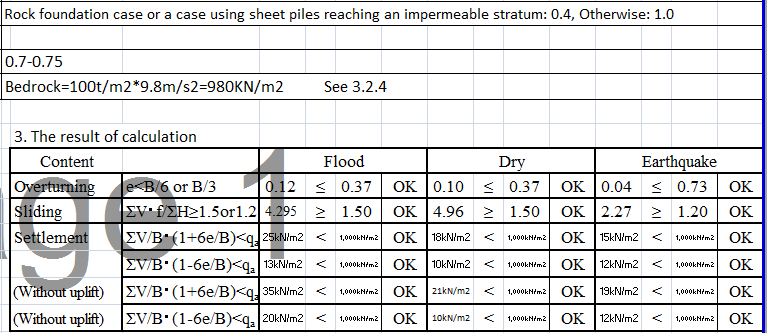 Rock foundation case or a case using sheet piles reaching an impermeable stratum: 0.4, Otherwise: 1.0
0.7-0.75
Bedrock=100t/m2*9.8m/s2=980KN/m2 See 3.2.4
3. The result of calculation
Content Flood Dry Earthquake
Overturning e<B/6 or B/3 0.12 ≤ 0.37 OK 0.10 ≤ 0.37 OK 0.04 ≤ 0.73 OK
Sliding ΣV･f/ΣH≥1.5or1.2 4.295 ≥ 1.50 OK 4.96 ≥ 1.50 OK 2.27 ≥ 1.20 OK
Settlement ΣV/B･(1+6e/B)<qa 25kN/m2 < 1,000kN/m2 OK 18kN/m2 < 1,000kN/m2 OK 15kN/m2 < 1,000kN/m2 OK
ΣV/B･(1-6e/B)<qa 13kN/m2 < 1,000kN/m2 OK 10kN/m2 < 1,000kN/m2 OK 12kN/m2 < 1,000kN/m2 OK
(Without uplift) ΣV/B･(1+6e/B)<qa 35kN/m2 < 1,000kN/m2 OK 21kN/m2 < 1,000kN/m2 OK 19kN/m2 < 1,000kN/m2 OK
(Without uplift) ΣV/B･(1-6e/B)<qa 20kN/m2 < 1,000kN/m2 OK 10kN/m2 < 1,000kN/m2 OK 12kN/m2 < 1,000kN/m2 OK
ge 1